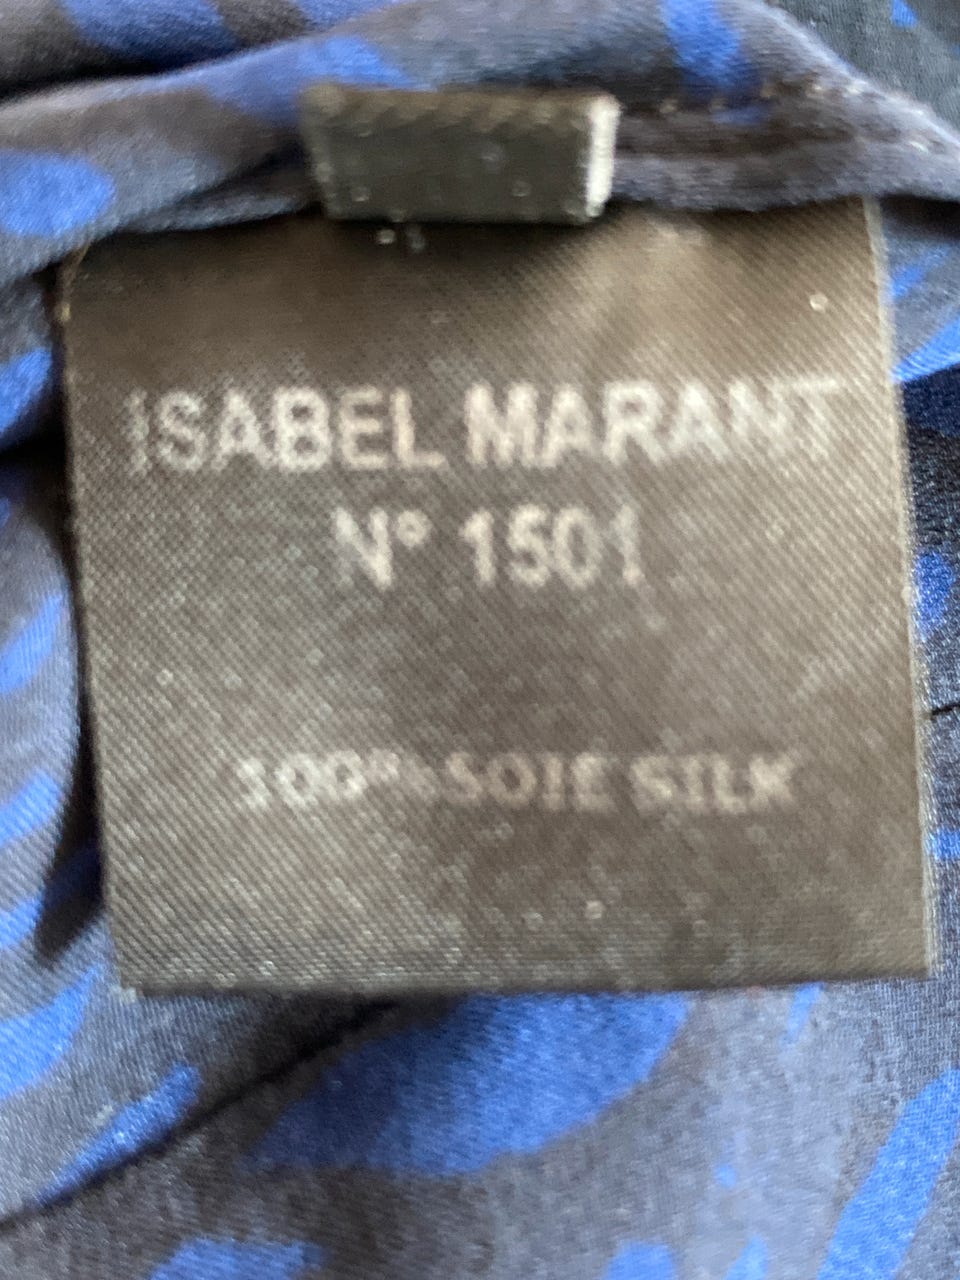 ISABEL MARANT
N° 1501
100% SOIE SILK